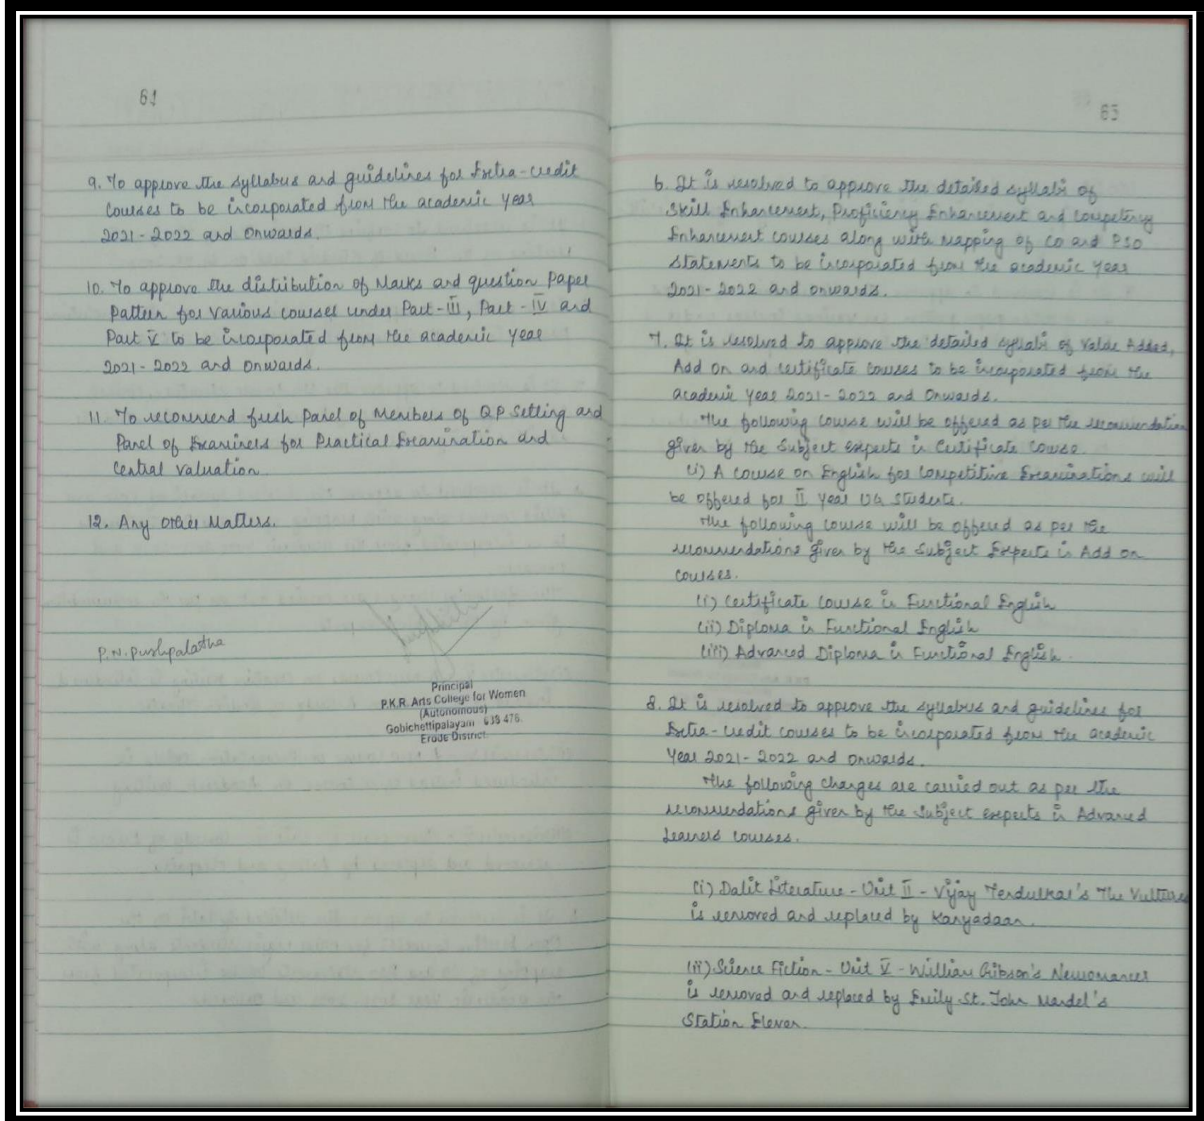 61
9. To approve the syllabus and guidelines for Extra-credit
courses to be incorporated from the academic year
2021-2022 and Onwards.
10. To approve the distribution of Marks and question paper
pattern for various courses under Part-III, Part-IV and
Part V to be incorporated from the academic year
2021-2022 and Onwards.
11. To recommend fresh Panel of Members of QP Setting and
Panel of Examiners for Practical Examination and
Central Valuation.
12. Any other Matters.
P.N. Pushpalatha
Principal
P.K.R. Arts College for Women
(Autonomous)
Gobichettipalayam 638 476.
Erode District.
65
6. It is resolved to approve the detailed syllabi of
Skill Enhancement, Proficiency Enhancement and Competency
Enhancement courses along with mapping of CO and PSO
statements to be incorporated from the academic year
2021-2022 and onwards.
7. It is resolved to approve the detailed syllabi of Value Added,
Add on and certificate courses to be incorporated from the
academic year 2021-2022 and Onwards.
The following course will be offered as per the recommendation
given by the Subject experts in Certificate Course.
(i) A course on English for Competitive Examinations will
be offered for II year UG Students.
The following course will be offered as per the
recommendations given by the Subject Experts in Add on
courses.
(i) Certificate Course in Functional English
(ii) Diploma in Functional English
(iii) Advanced Diploma in Functional English.
8. It is resolved to approve the syllabus and guidelines for
Extra-credit courses to be incorporated from the academic
Year 2021-2022 and onwards.
The following changes are carried out as per the
recommendations given by the Subject experts in Advanced
Learners courses.
(i) Dalit Literature - Unit II - Vijay Tendulkar's The Vultures
is removed and replaced by Kanyadaan.
(ii) Science Fiction - Unit V - William Gibson's Neuromancer
is removed and replaced by Emily St. John Mandel's
Station Eleven.